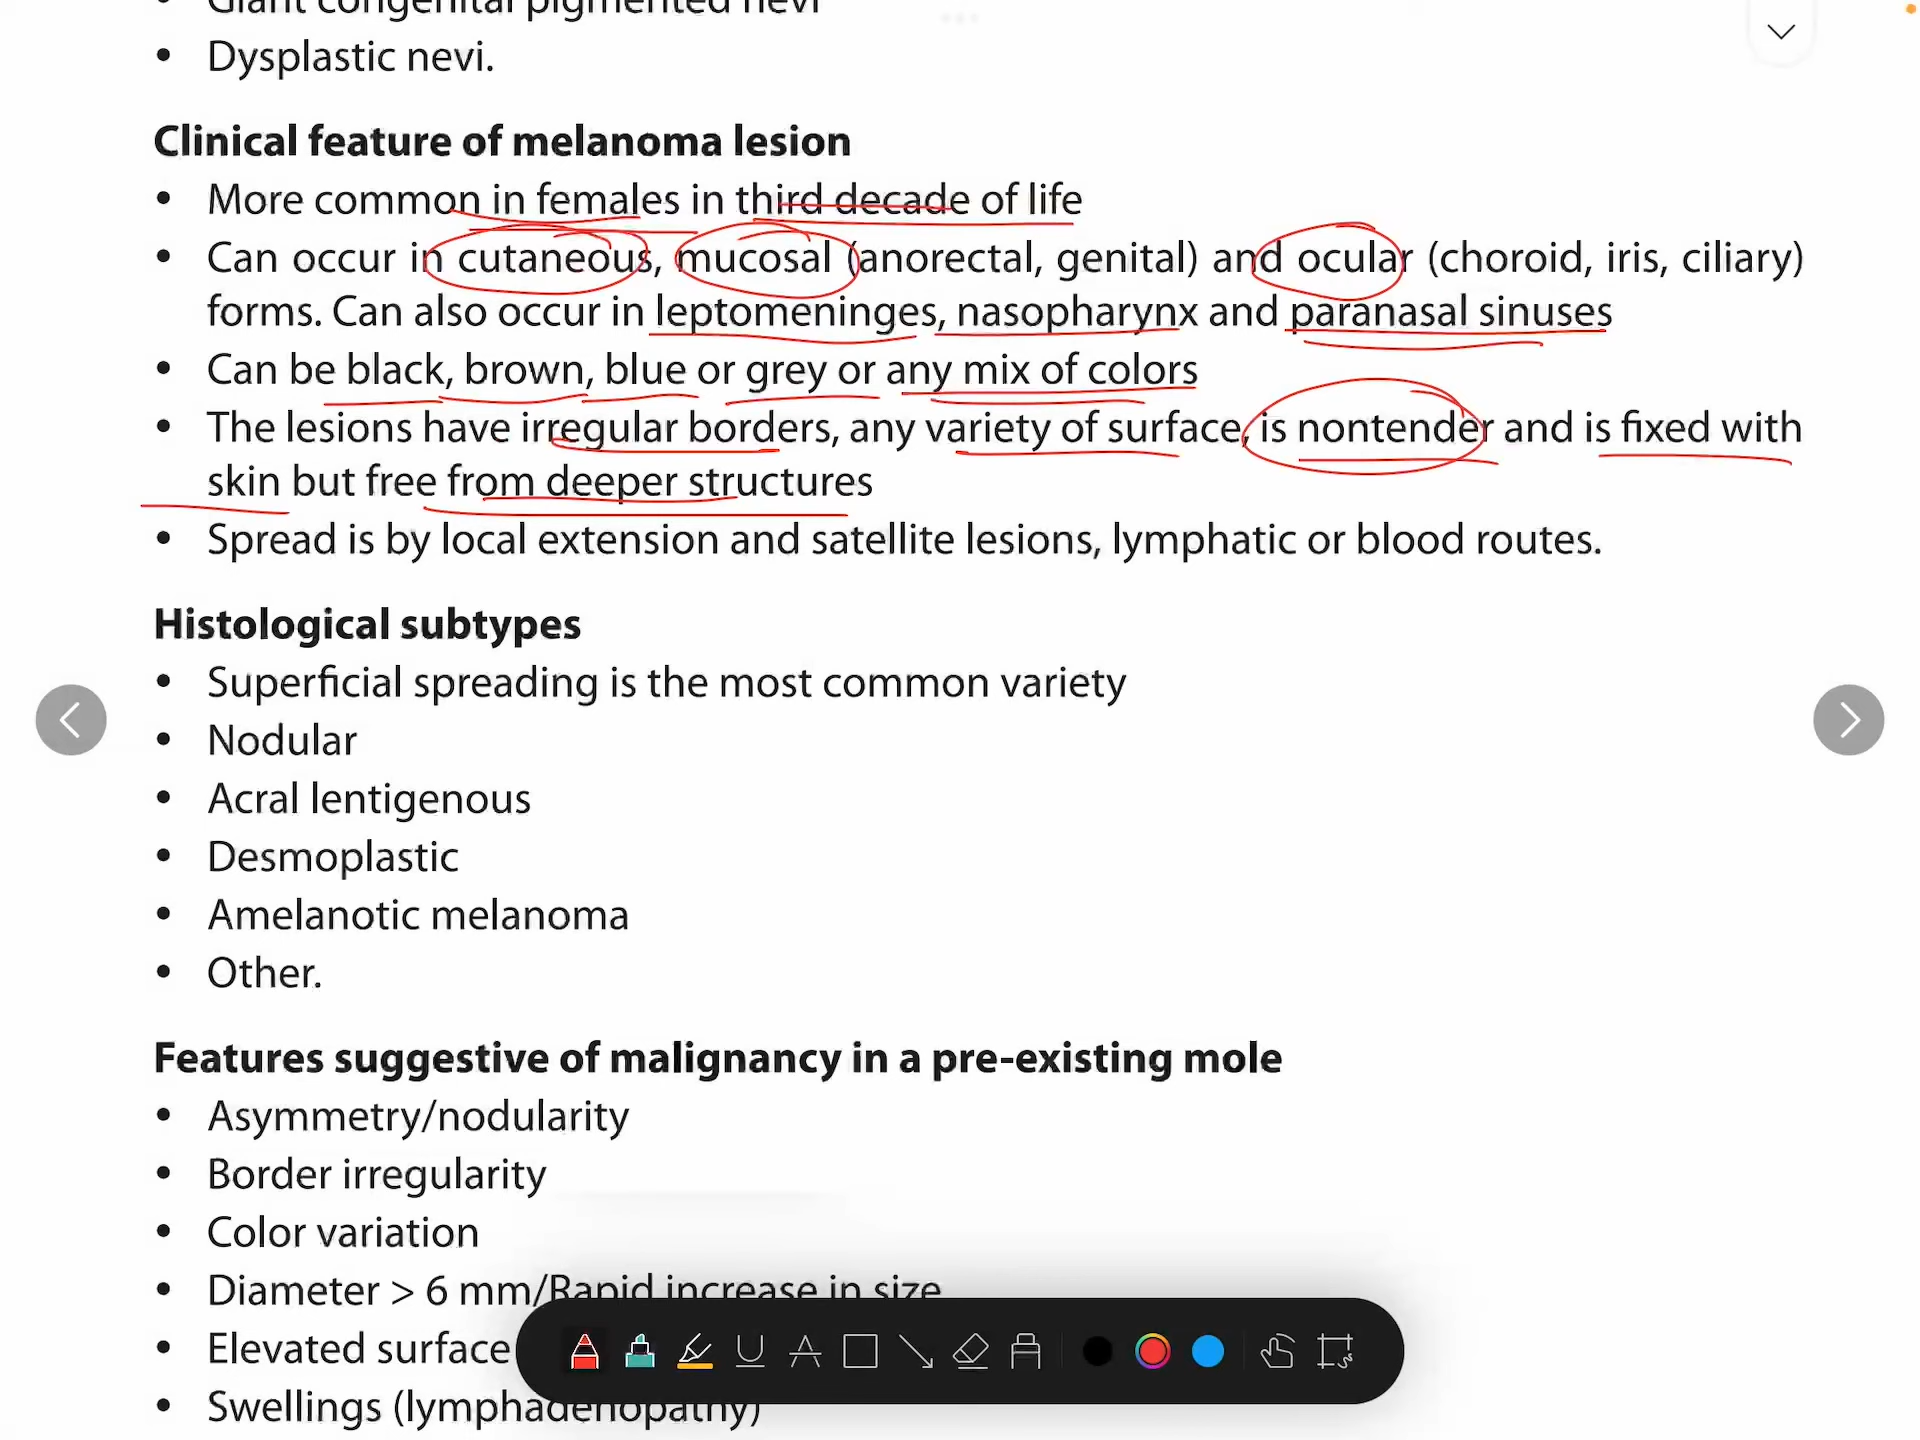 Giant congenital pigmented nevi
• Dysplastic nevi.
Clinical feature of melanoma lesion
• More common in females in third decade of life
• Can occur in cutaneous, mucosal (anorectal, genital) and ocular (choroid, iris, ciliary)
forms. Can also occur in leptomeninges, nasopharynx and paranasal sinuses
• Can be black, brown, blue or grey or any mix of colors
• The lesions have irregular borders, any variety of surface, is nontender and is fixed with
skin but free from deeper structures
• Spread is by local extension and satellite lesions, lymphatic or blood routes.
Histological subtypes
• Superficial spreading is the most common variety
• Nodular
• Acral lentigenous
• Desmoplastic
• Amelanotic melanoma
• Other.
Features suggestive of malignancy in a pre-existing mole
• Asymmetry/nodularity
• Border irregularity
• Color variation
• Diameter > 6 mm/Rapid increase in size
• Elevated surface
• Swellings (lymphadenopathy)